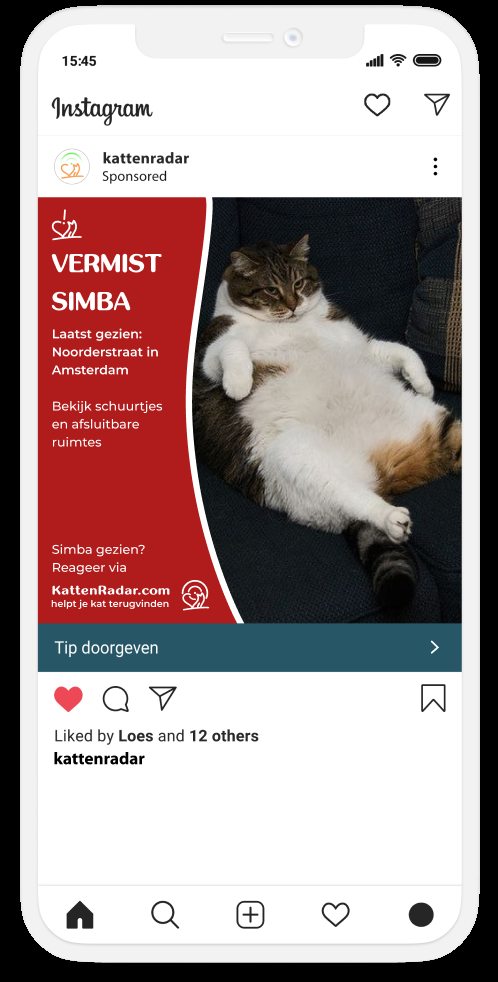 15:45
Instagram
kattenradar
Sponsored
VERMIST
SIMBA
Laatst gezien:
Noorderstraat in
Amsterdam
Bekijk schuurtjes
en afsluitbare
ruimtes
Simba gezien?
Reageer via
KattenRadar.com
helpt je kat terugvinden
Tip doorgeven
Liked by Loes and 12 others
kattenradar